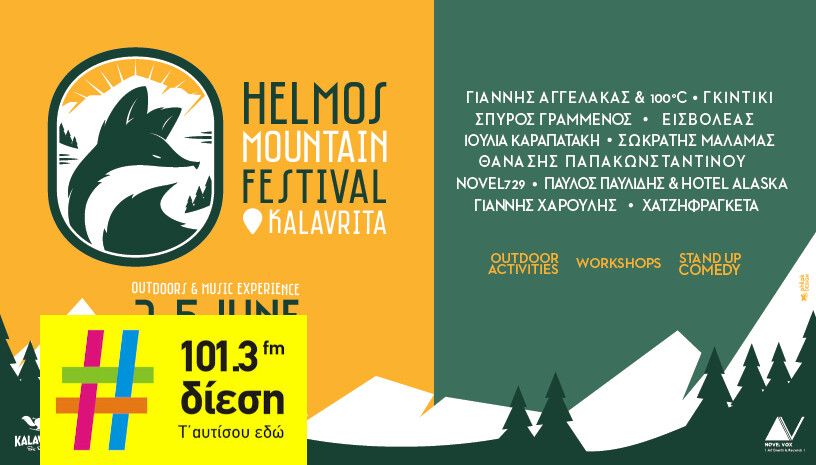 HELMOS
MOUNTAIN
FESTIVAL
KALAVRITA
OUTDOORS & MUSIC EXPERIENCE
JUNE
101.3 fm
δίεση
Τ΄αυτίσου εδώ
ΓΙΑΝΝΗΣ ΑΓΓΕΛΑΚΑΣ & 100°C • ΓΚΙΝΤΙΚΙ
ΣΠΥΡΟΣ ΓΡΑΜΜΕΝΟΣ • ΕΙΣΒΟΛΕΑΣ
ΙΟΥΛΙΑ ΚΑΡΑΠΑΤΑΚΗ • ΣΩΚΡΑΤΗΣ ΜΑΛΑΜΑΣ
ΘΑΝΑΣΗΣ ΠΑΠΑΚΩΝΣΤΑΝΤΙΝΟΥ
NOVEL729 • ΠΑΥΛΟΣ ΠΑΥΛΙΔΗΣ & HOTEL ALASKA
ΓΙΑΝΝΗΣ ΧΑΡΟΥΛΗΣ • ΧΑΤΖΗΦΡΑΓΚΕΤΑ
OUTDOOR
ACTIVITIES
WORKSHOPS
STAND UP
COMEDY
NOVEL VOX